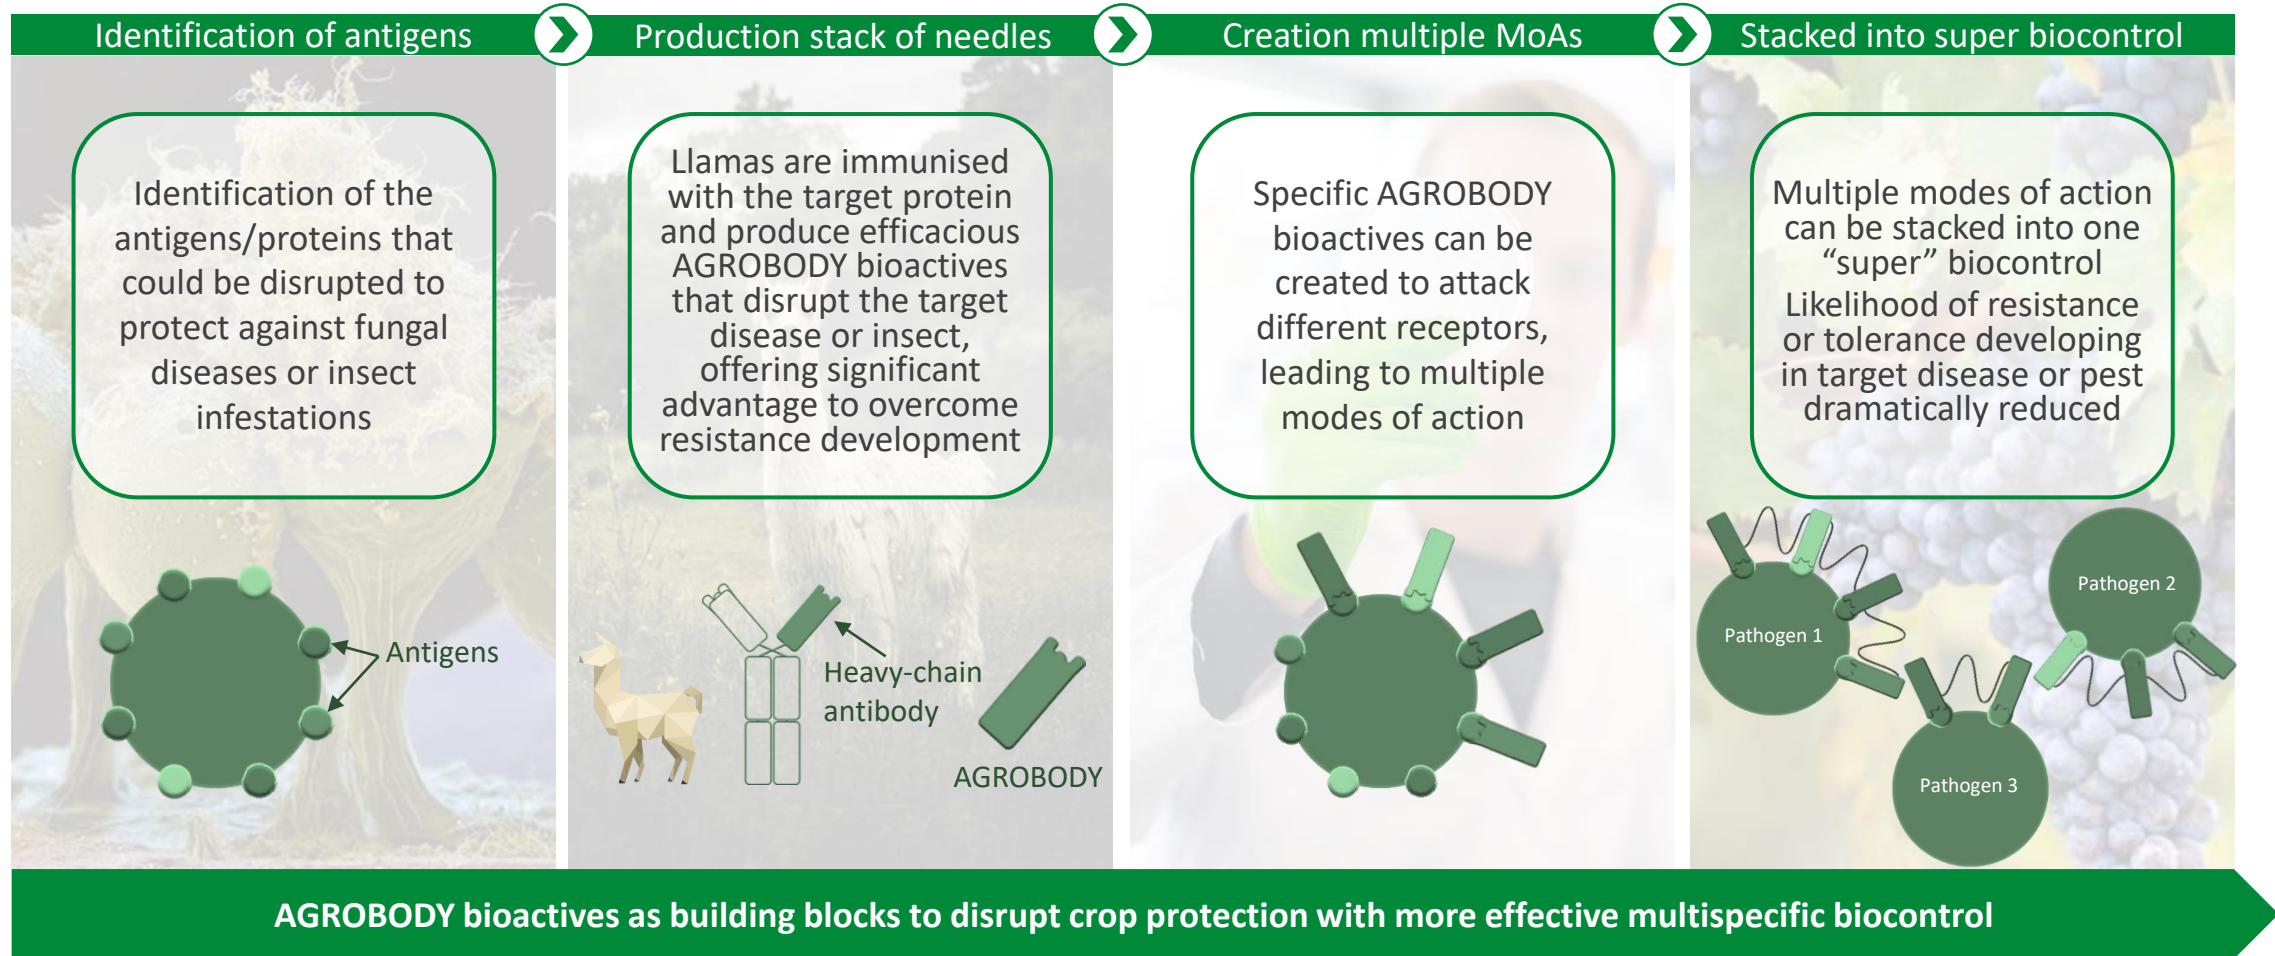 Identification of antigens
Production stack of needles
Creation multiple MoAs
Stacked into super biocontrol
Identification of the
antigens/proteins that
could be disrupted to
protect against fungal
diseases or insect
infestations
Antigens
Llamas are immunised
with the target protein
and produce efficacious
AGROBODY bioactives
that disrupt the target
disease or insect,
offering significant
advantage to overcome
resistance development
Heavy-chain
antibody
AGROBODY
Specific AGROBODY
bioactives can be
created to attack
different receptors,
leading to multiple
modes of action
Multiple modes of action
can be stacked into one
“super” biocontrol
Likelihood of resistance
or tolerance developing
in target disease or pest
dramatically reduced
Pathogen 1
Pathogen 2
Pathogen 3
AGROBODY bioactives as building blocks to disrupt crop protection with more effective multispecific biocontrol